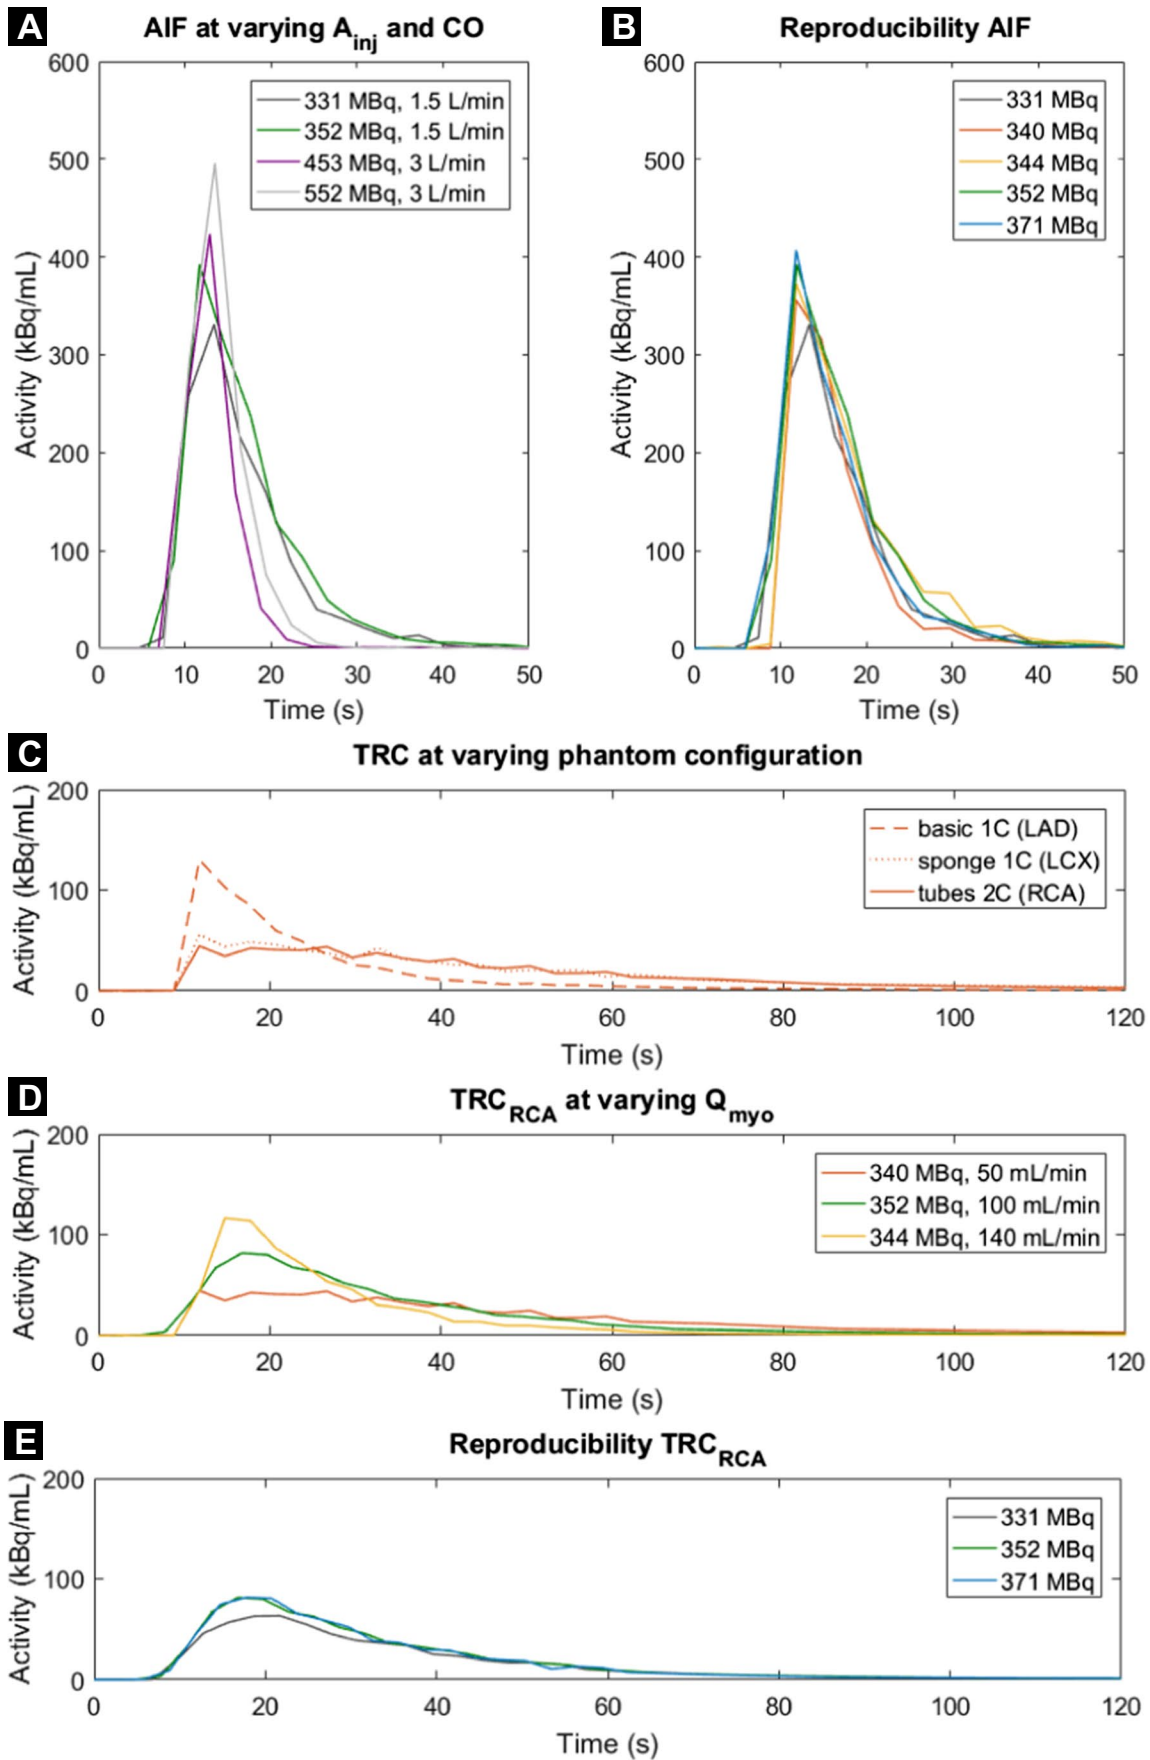 A
AIF at varying A_inj and CO
600
500
400
300
200
100
0
Activity (kBq/mL)
331 MBq, 1.5 L/min
352 MBq, 1.5 L/min
453 MBq, 3 L/min
552 MBq, 3 L/min
0 10 20 30 40 50
Time (s)
B
Reproducibility AIF
600
500
400
300
200
100
0
Activity (kBq/mL)
331 MBq
340 MBq
344 MBq
352 MBq
371 MBq
0 10 20 30 40 50
Time (s)
C
TRC at varying phantom configuration
200
100
0
Activity (kBq/mL)
basic 1C (LAD)
sponge 1C (LCX)
tubes 2C (RCA)
0 20 40 60 80 100 120
Time (s)
D
TRC_RCA at varying Q_myo
200
100
0
Activity (kBq/mL)
340 MBq, 50 mL/min
352 MBq, 100 mL/min
344 MBq, 140 mL/min
0 20 40 60 80 100 120
Time (s)
E
Reproducibility TRC_RCA
200
100
0
Activity (kBq/mL)
331 MBq
352 MBq
371 MBq
0 20 40 60 80 100 120
Time (s)